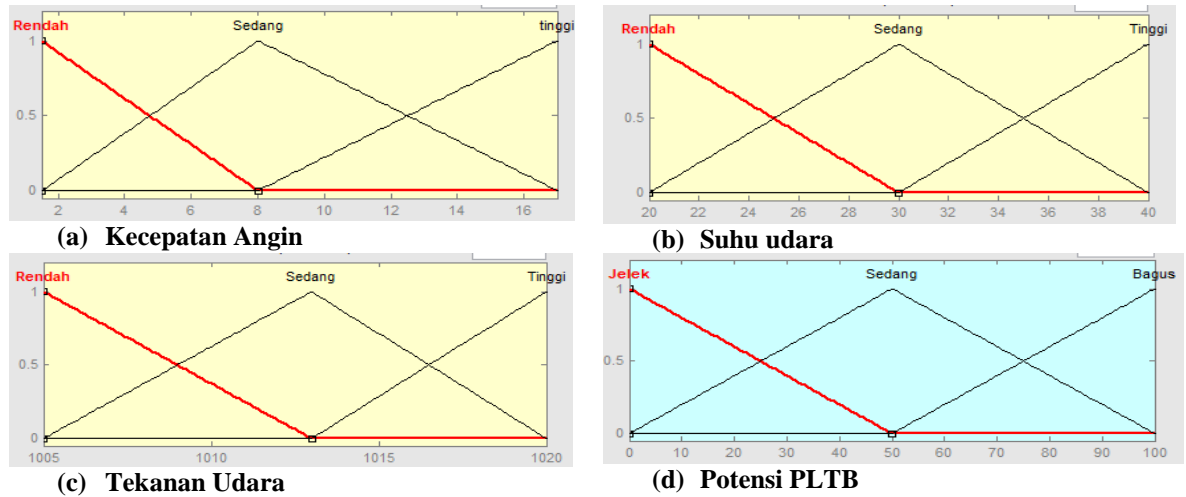 Rendah Sedang tinggi
1
0.5
0
2 4 6 8 10 12 14 16
(a) Kecepatan Angin
Rendah Sedang Tinggi
1
0.5
0
20 22 24 26 28 30 32 34 36 38 40
(b) Suhu udara
Rendah Sedang Tinggi
1
0.5
0
1005 1010 1015 1020
(c) Tekanan Udara
Jelek Sedang Bagus
1
0.5
0
0 10 20 30 40 50 60 70 80 90 100
(d) Potensi PLTB